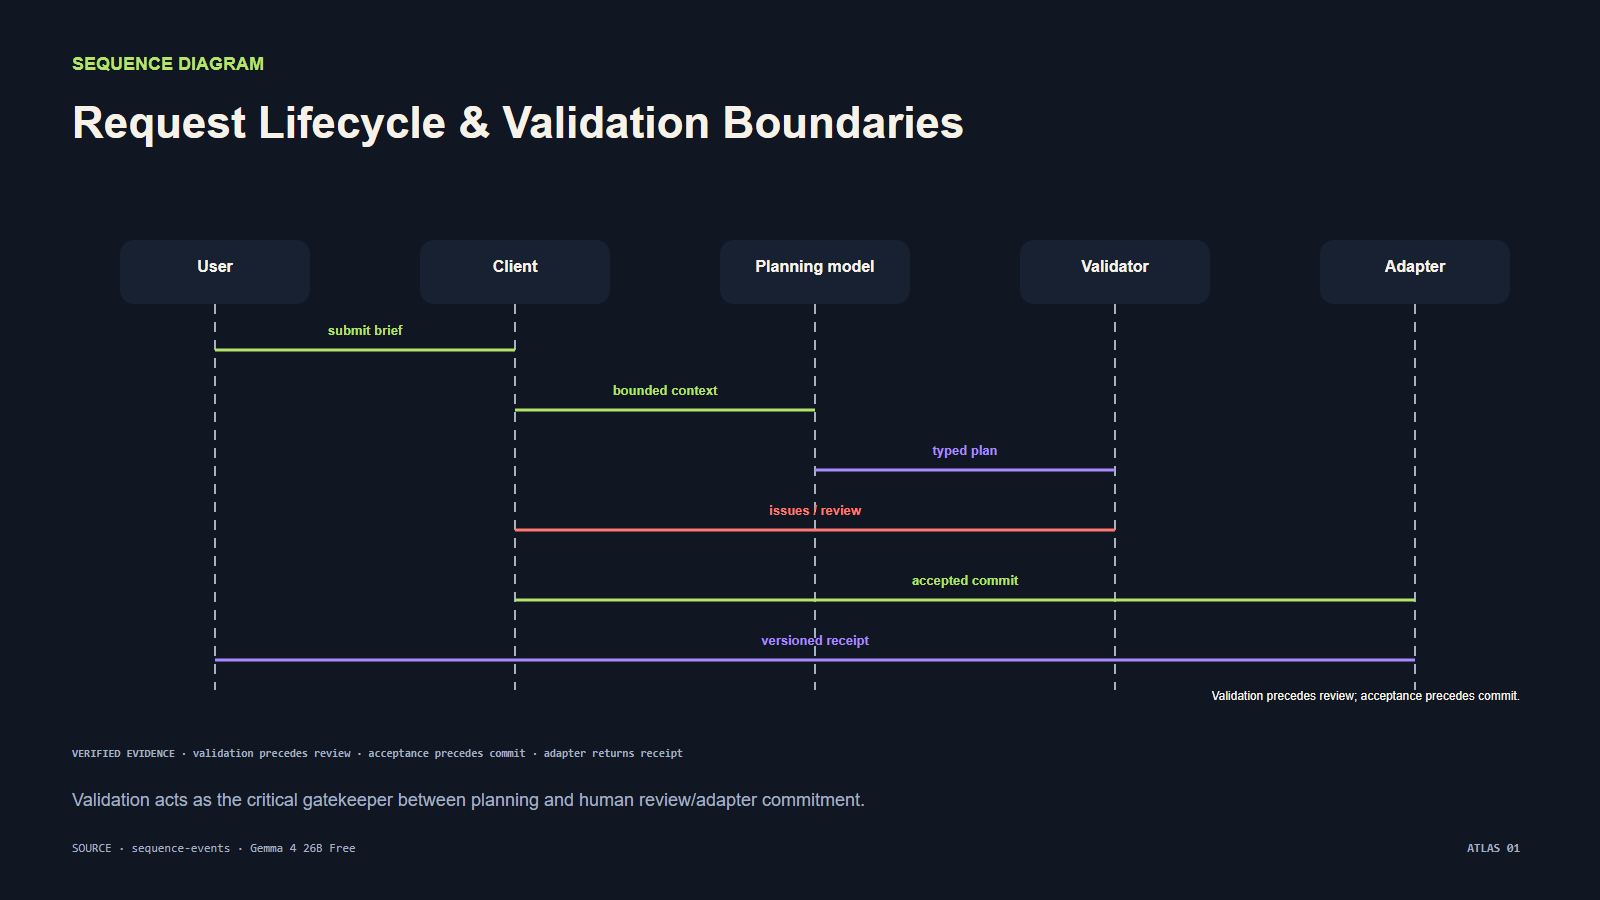 SEQUENCE DIAGRAM
Request Lifecycle & Validation Boundaries
User
Client
Planning model
Validator
Adapter
submit brief
bounded context
typed plan
issues / review
accepted commit
versioned receipt
Validation precedes review; acceptance precedes commit.
VERIFIED EVIDENCE · validation precedes review · acceptance precedes commit · adapter returns receipt
Validation acts as the critical gatekeeper between planning and human review/adapter commitment.
SOURCE · sequence-events · Gemma 4 26B Free
ATLAS 01